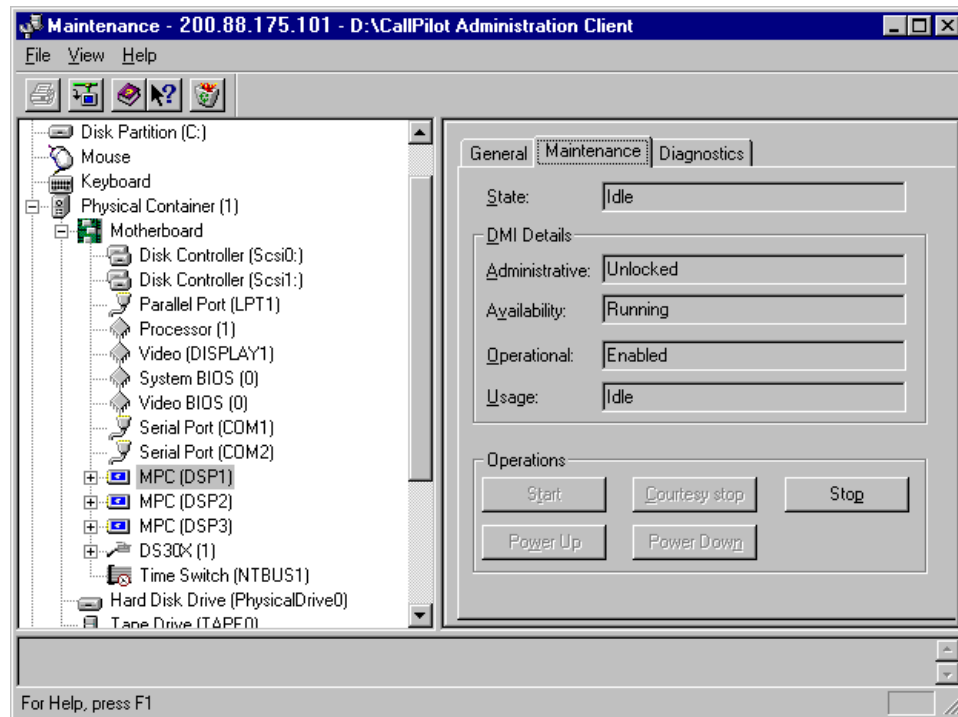 Maintenance - 200.88.175.101 - D:\CallPilot Administration Client
File View Help
Disk Partition (C:)
Mouse
Keyboard
Physical Container (1)
Motherboard
Disk Controller (Scsi0:)
Disk Controller (Scsi1:)
Parallel Port (LPT1)
Processor (1)
Video (DISPLAY1)
System BIOS (0)
Video BIOS (0)
Serial Port (COM1)
Serial Port (COM2)
MPC (DSP1)
MPC (DSP2)
MPC (DSP3)
DS30X (1)
Time Switch (NTBUS1)
Hard Disk Drive (PhysicalDrive0)
Tape Drive (TAPE0)
General Maintenance Diagnostics
State: Idle
DMI Details
Administrative: Unlocked
Availability: Running
Operational: Enabled
Usage: Idle
Operations
Start Courtesy stop Stop
Power Up Power Down
For Help, press F1